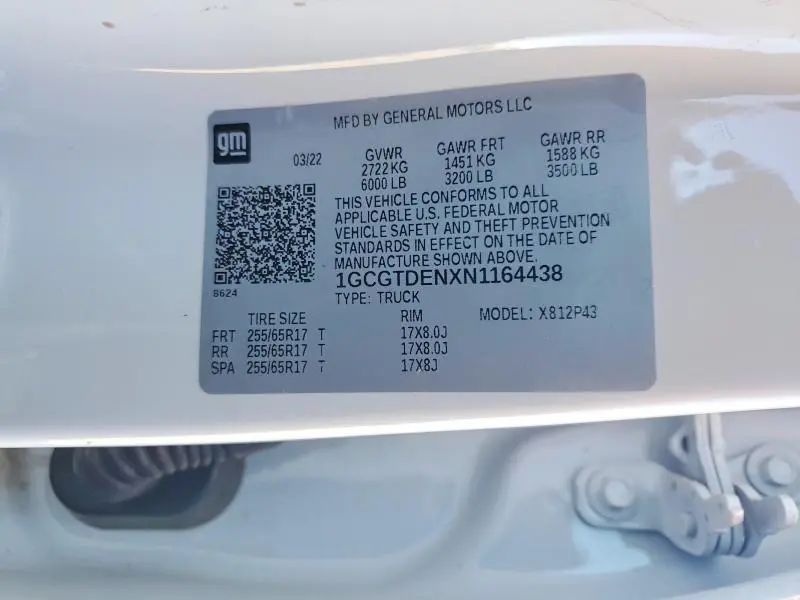 gm
MFD BY GENERAL MOTORS LLC
03/22
GVWR
2722 KG
6000 LB
GAWR FRT
1451 KG
3200 LB
GAWR RR
1588 KG
3500 LB
THIS VEHICLE CONFORMS TO ALL
APPLICABLE U.S. FEDERAL MOTOR
VEHICLE SAFETY AND THEFT PREVENTION
STANDARDS IN EFFECT ON THE DATE OF
MANUFACTURE SHOWN ABOVE.
1GCGTDENXN1164438
8624
TYPE: TRUCK
MODEL: X812P43
TIRE SIZE RIM
FRT 255/65R17 T 17X8.0J
RR 255/65R17 T 17X8.0J
SPA 255/65R17 T 17X8J